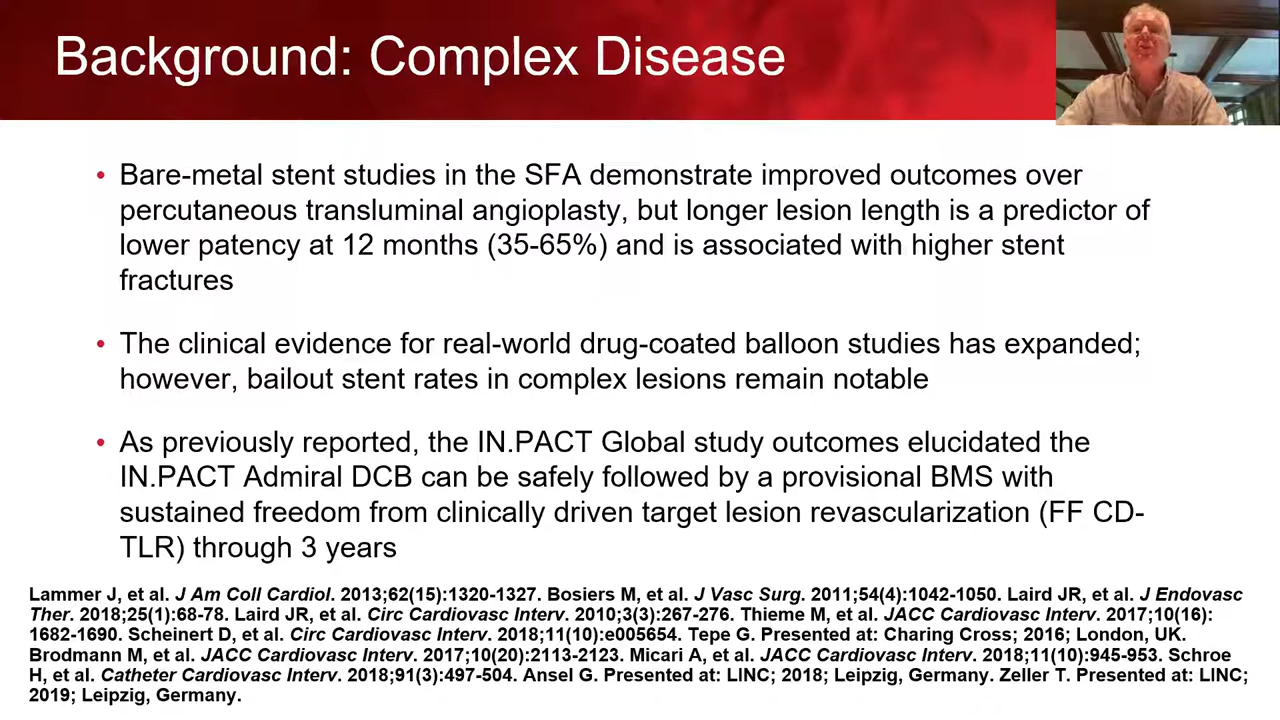 Background: Complex Disease
• Bare-metal stent studies in the SFA demonstrate improved outcomes over
percutaneous transluminal angioplasty, but longer lesion length is a predictor of
lower patency at 12 months (35-65%) and is associated with higher stent
fractures
• The clinical evidence for real-world drug-coated balloon studies has expanded;
however, bailout stent rates in complex lesions remain notable
• As previously reported, the IN.PACT Global study outcomes elucidated the
IN.PACT Admiral DCB can be safely followed by a provisional BMS with
sustained freedom from clinically driven target lesion revascularization (FF CD-
TLR) through 3 years
Lammer J, et al. J Am Coll Cardiol. 2013;62(15):1320-1327. Bosiers M, et al. J Vasc Surg. 2011;54(4):1042-1050. Laird JR, et al. J Endovasc
Ther. 2018;25(1):68-78. Laird JR, et al. Circ Cardiovasc Interv. 2010;3(3):267-276. Thieme M, et al. JACC Cardiovasc Interv. 2017;10(16):
1682-1690. Scheinert D, et al. Circ Cardiovasc Interv. 2018;11(10):e005654. Tepe G. Presented at: Charing Cross; 2016; London, UK.
Brodmann M, et al. JACC Cardiovasc Interv. 2017;10(20):2113-2123. Micari A, et al. JACC Cardiovasc Interv. 2018;11(10):945-953. Schroe
H, et al. Catheter Cardiovasc Interv. 2018;91(3):497-504. Ansel G. Presented at: LINC; 2018; Leipzig, Germany. Zeller T. Presented at: LINC;
2019; Leipzig, Germany.